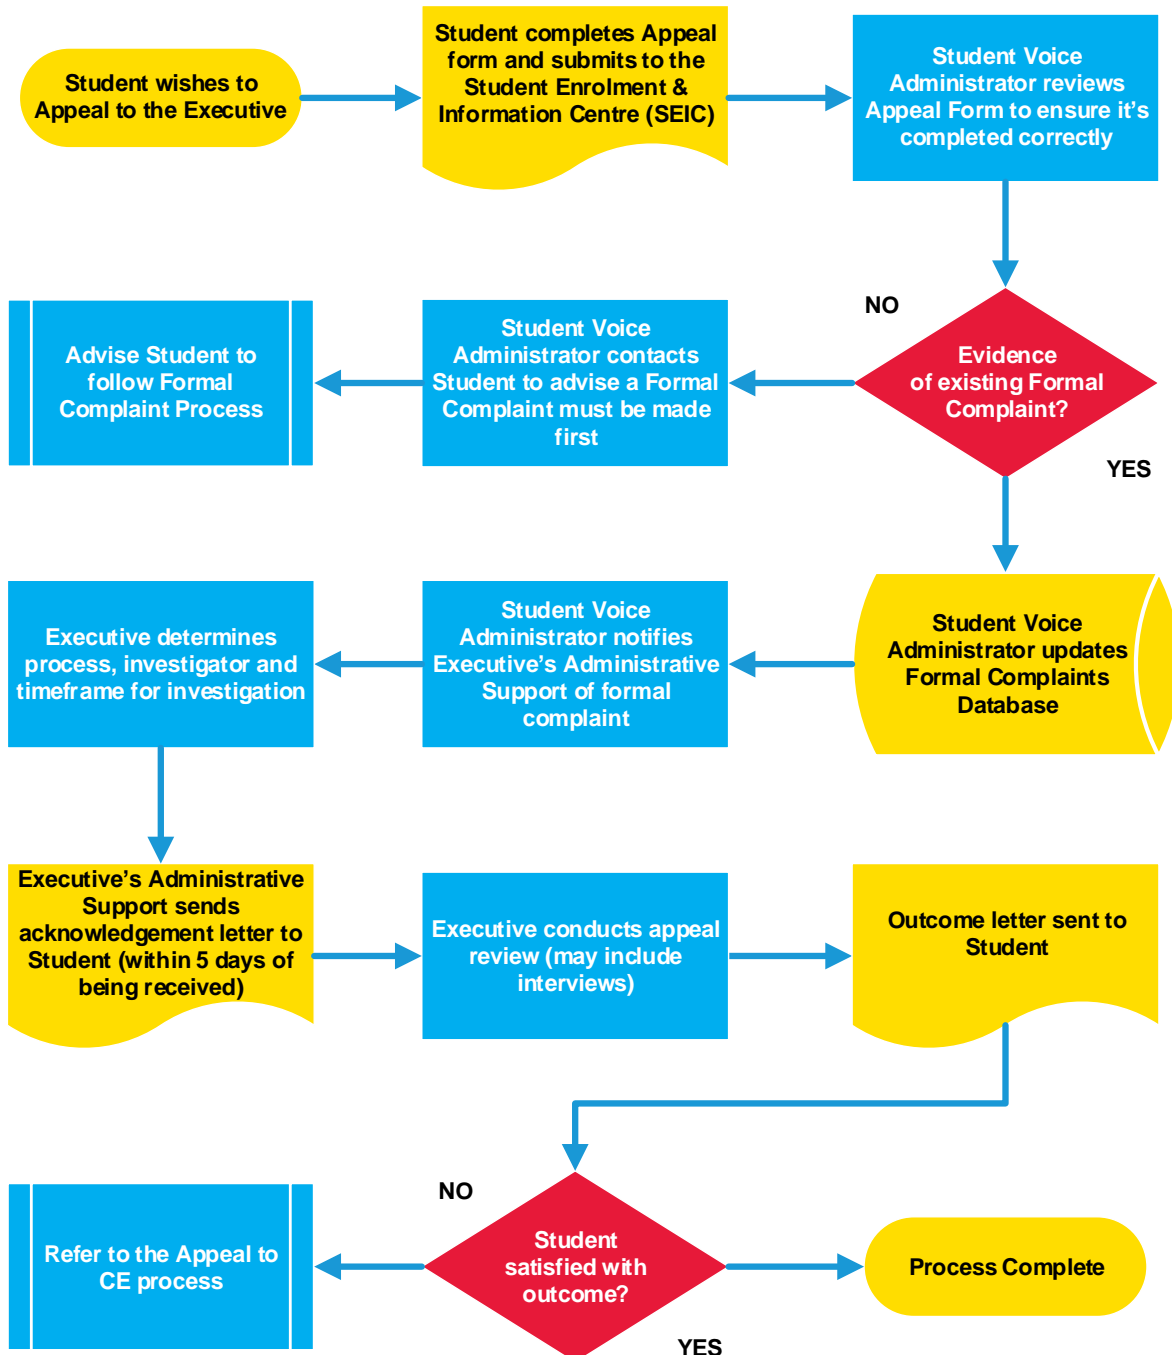 Student wishes to
Appeal to the Executive
Student completes Appeal
form and submits to the
Student Enrolment &
Information Centre (SEIC)
Student Voice
Administrator reviews
Appeal Form to ensure it's
completed correctly
NO
Evidence
of existing Formal
Complaint?
YES
Student Voice
Administrator contacts
Student to advise a Formal
Complaint must be made
first
Advise Student to
follow Formal
Complaint Process
Student Voice
Administrator updates
Formal Complaints
Database
Student Voice
Administrator notifies
Executive's Administrative
Support of formal
complaint
Executive determines
process, investigator and
timeframe for investigation
Executive's Administrative
Support sends
acknowledgement letter to
Student (within 5 days of
being received)
Executive conducts appeal
review (may include
interviews)
Outcome letter sent to
Student
NO
Student
satisfied with
outcome?
YES
Refer to the Appeal to
CE process
Process Complete